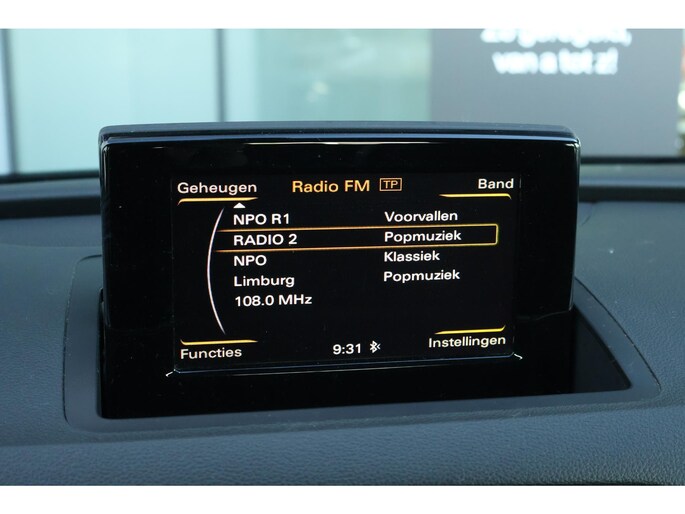 van a tot z!
Geheugen Radio FM TP Band
NPO R1 Voorvallen
RADIO 2 Popmuziek
NPO Klassiek
Limburg Popmuziek
108.0 MHz
Functies 9:31 Instellingen